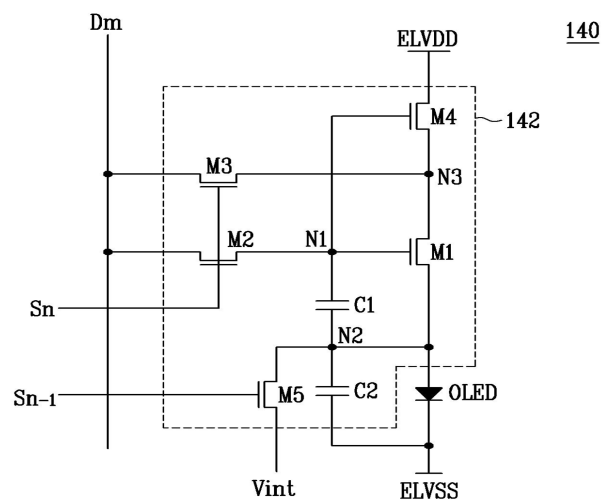 Dm
ELVDD
140
M4
142
M3
N3
M2
N1
M1
Sn
C1
N2
Sn-1
M5
C2
OLED
Vint
ELVSS